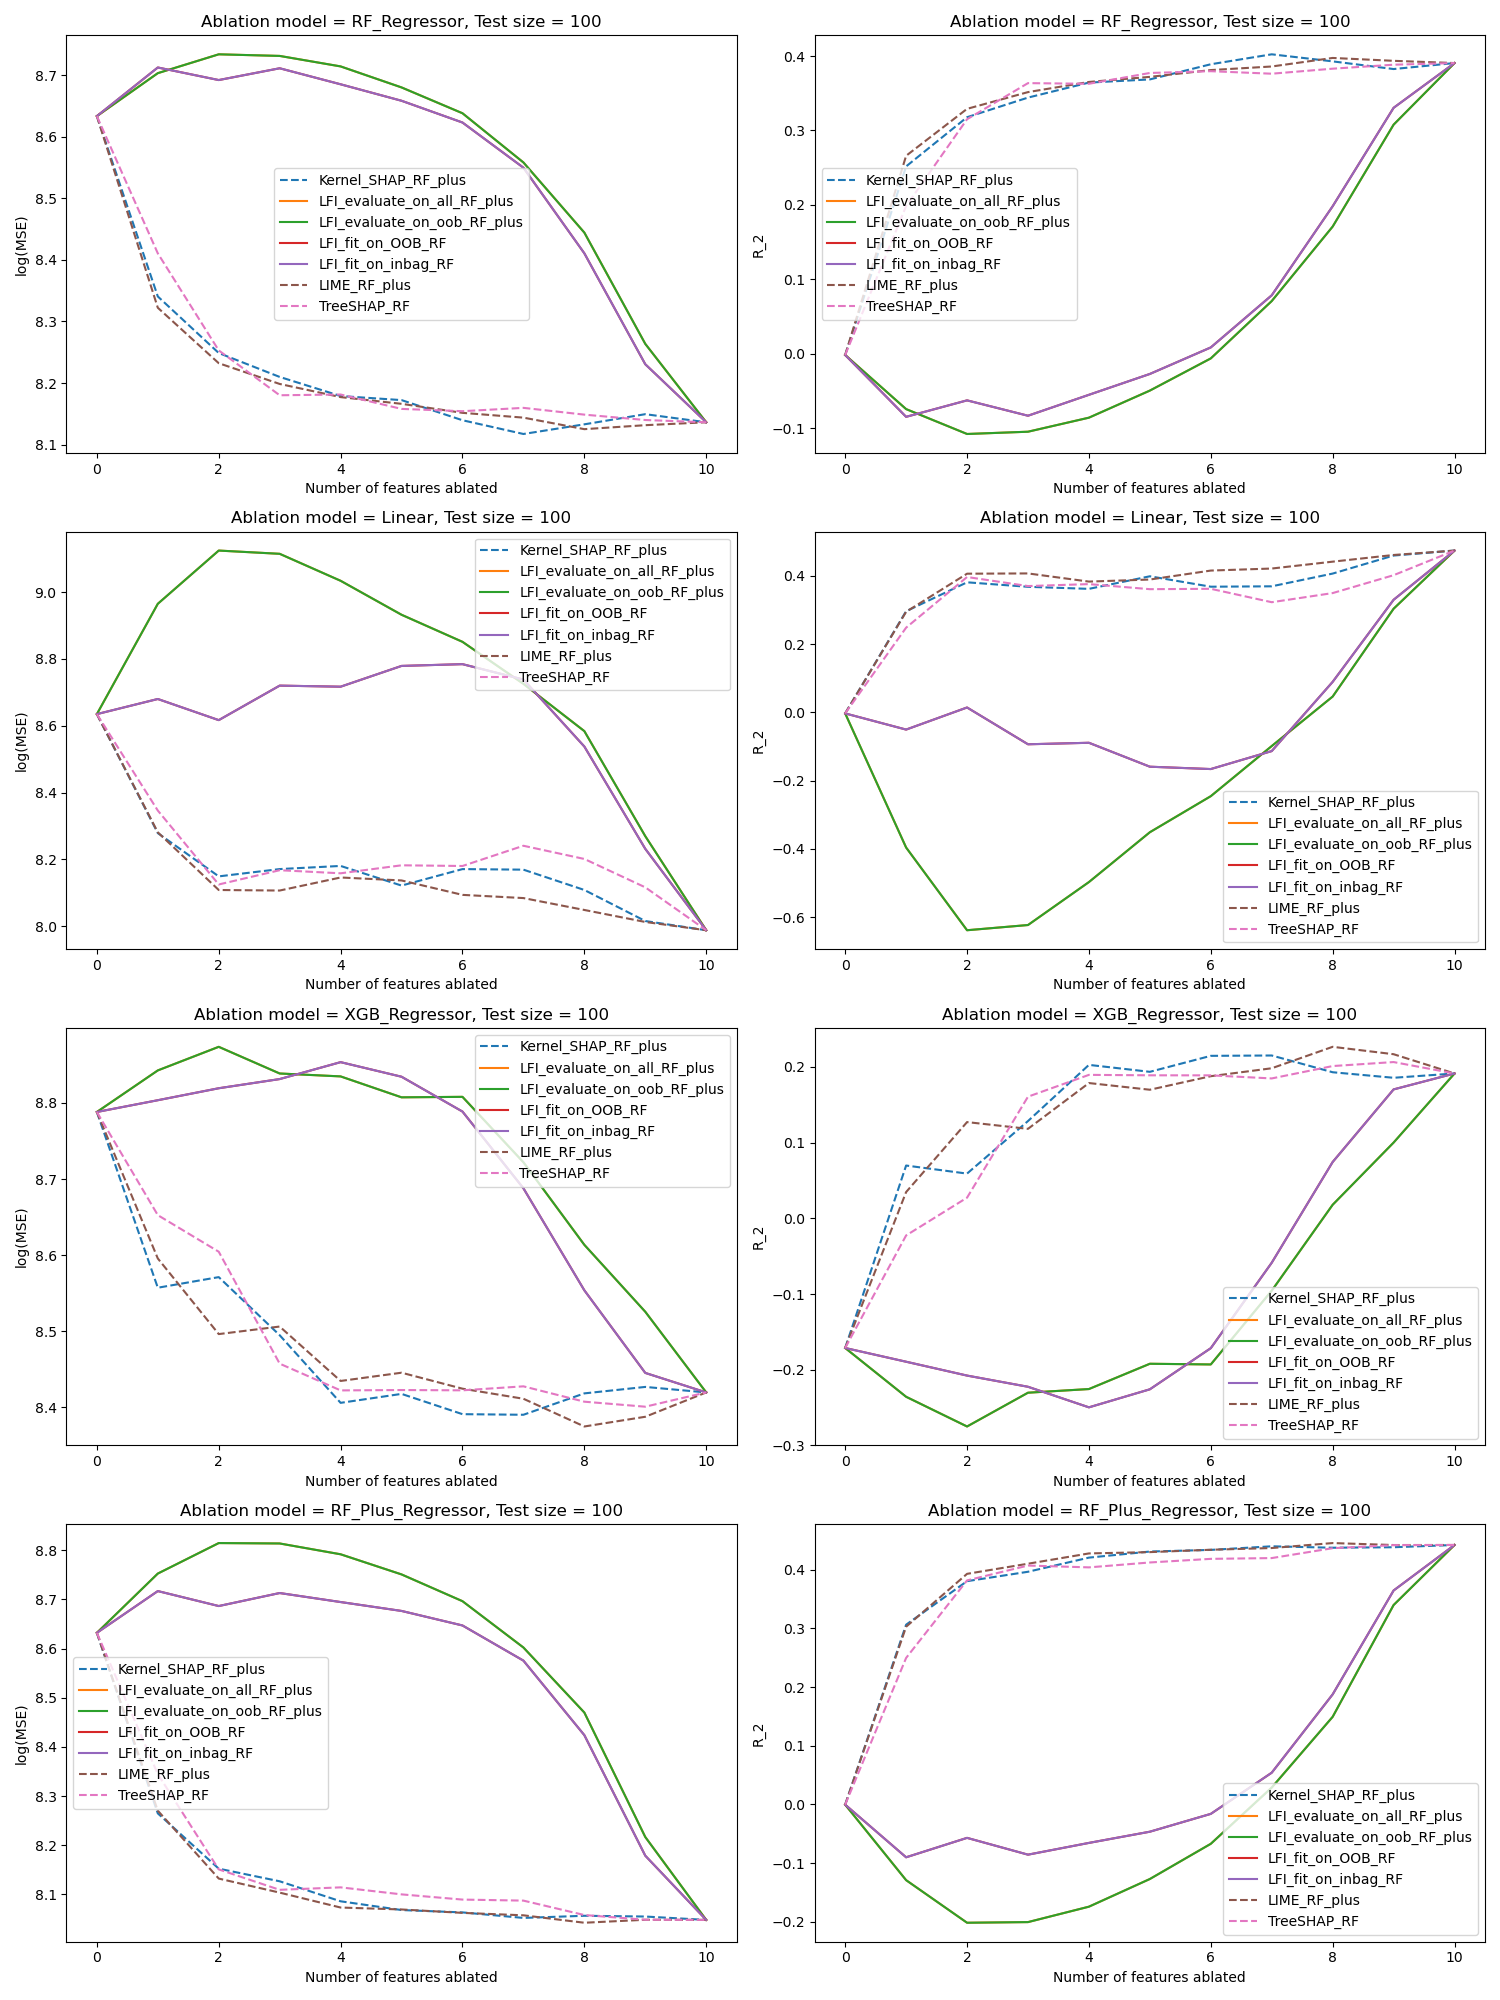 Ablation model = RF_Regressor, Test size = 100
8.7
8.6
8.5
8.4
8.3
8.2
8.1
log(MSE)
Kernel_SHAP_RF_plus
LFI_evaluate_on_all_RF_plus
LFI_evaluate_on_oob_RF_plus
LFI_fit_on_OOB_RF
LFI_fit_on_inbag_RF
LIME_RF_plus
TreeSHAP_RF
0 2 4 6 8 10
Number of features ablated
Ablation model = RF_Regressor, Test size = 100
0.4
0.3
0.2
0.1
0.0
−0.1
R_2
Kernel_SHAP_RF_plus
LFI_evaluate_on_all_RF_plus
LFI_evaluate_on_oob_RF_plus
LFI_fit_on_OOB_RF
LFI_fit_on_inbag_RF
LIME_RF_plus
TreeSHAP_RF
0 2 4 6 8 10
Number of features ablated
Ablation model = Linear, Test size = 100
9.0
8.8
8.6
8.4
8.2
8.0
log(MSE)
Kernel_SHAP_RF_plus
LFI_evaluate_on_all_RF_plus
LFI_evaluate_on_oob_RF_plus
LFI_fit_on_OOB_RF
LFI_fit_on_inbag_RF
LIME_RF_plus
TreeSHAP_RF
0 2 4 6 8 10
Number of features ablated
Ablation model = Linear, Test size = 100
0.4
0.2
0.0
−0.2
−0.4
−0.6
R_2
Kernel_SHAP_RF_plus
LFI_evaluate_on_all_RF_plus
LFI_evaluate_on_oob_RF_plus
LFI_fit_on_OOB_RF
LFI_fit_on_inbag_RF
LIME_RF_plus
TreeSHAP_RF
0 2 4 6 8 10
Number of features ablated
Ablation model = XGB_Regressor, Test size = 100
8.8
8.7
8.6
8.5
8.4
log(MSE)
Kernel_SHAP_RF_plus
LFI_evaluate_on_all_RF_plus
LFI_evaluate_on_oob_RF_plus
LFI_fit_on_OOB_RF
LFI_fit_on_inbag_RF
LIME_RF_plus
TreeSHAP_RF
0 2 4 6 8 10
Number of features ablated
Ablation model = XGB_Regressor, Test size = 100
0.2
0.1
0.0
−0.1
−0.2
−0.3
R_2
Kernel_SHAP_RF_plus
LFI_evaluate_on_all_RF_plus
LFI_evaluate_on_oob_RF_plus
LFI_fit_on_OOB_RF
LFI_fit_on_inbag_RF
LIME_RF_plus
TreeSHAP_RF
0 2 4 6 8 10
Number of features ablated
Ablation model = RF_Plus_Regressor, Test size = 100
8.8
8.7
8.6
8.5
8.4
8.3
8.2
8.1
log(MSE)
Kernel_SHAP_RF_plus
LFI_evaluate_on_all_RF_plus
LFI_evaluate_on_oob_RF_plus
LFI_fit_on_OOB_RF
LFI_fit_on_inbag_RF
LIME_RF_plus
TreeSHAP_RF
0 2 4 6 8 10
Number of features ablated
Ablation model = RF_Plus_Regressor, Test size = 100
0.4
0.3
0.2
0.1
0.0
−0.1
−0.2
R_2
Kernel_SHAP_RF_plus
LFI_evaluate_on_all_RF_plus
LFI_evaluate_on_oob_RF_plus
LFI_fit_on_OOB_RF
LFI_fit_on_inbag_RF
LIME_RF_plus
TreeSHAP_RF
0 2 4 6 8 10
Number of features ablated